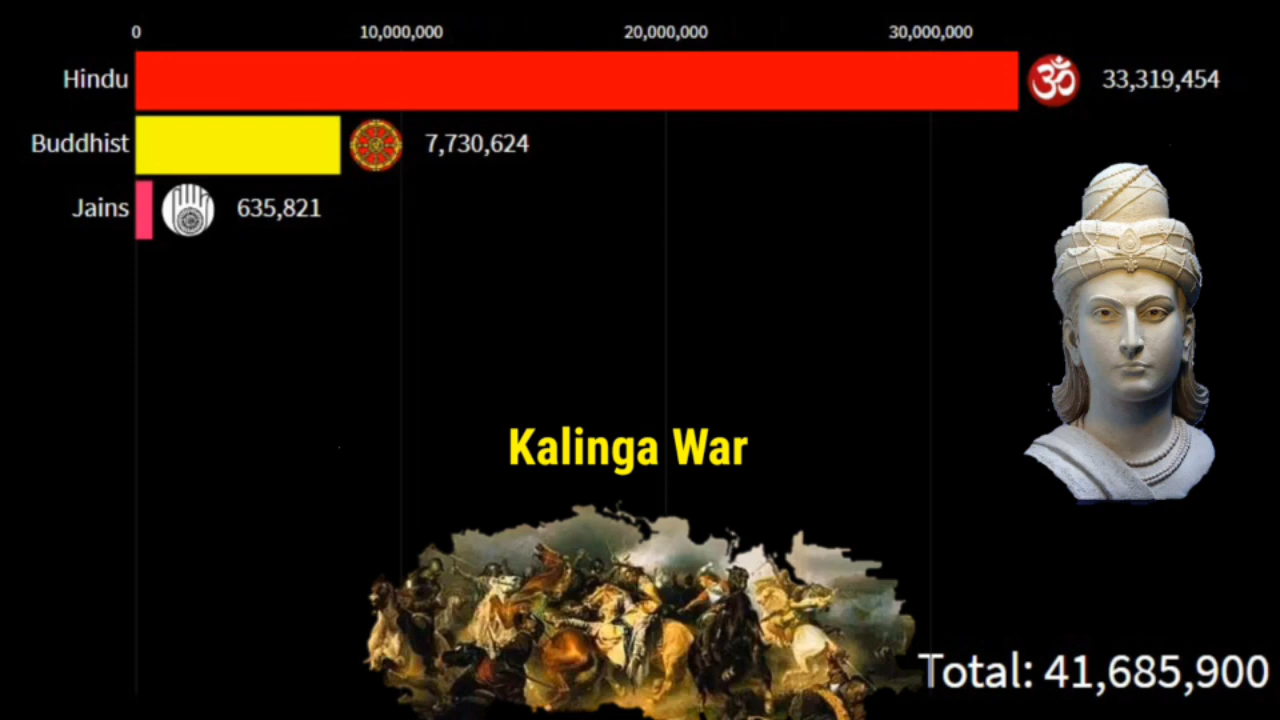 0 10,000,000 20,000,000 30,000,000
Hindu 33,319,454
ॐ
Buddhist 7,730,624
Jains 635,821
Kalinga War
Total: 41,685,900